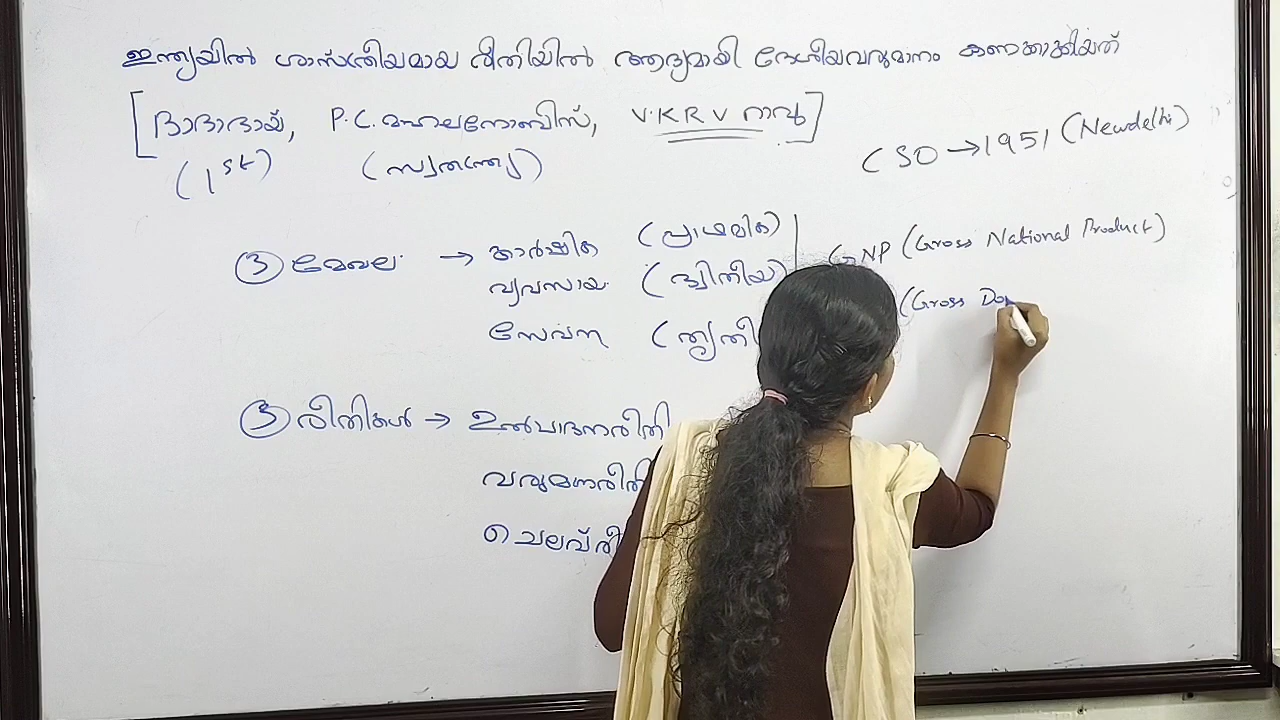 ഇന്ത്യയിൽ ശാസ്ത്രീയമായ രീതിയിൽ ആദ്യമായി ദേശീയവരുമാനം കണക്കാക്കിയത്
[ദാദാഭായ്, P.C.മഹലനോബിസ്, V.K R V റാവു]
(1st) (സ്വതന്ത്ര)
CSO → 1951 (Newdelhi)
③ മേഖല → കാർഷിക (പ്രാഥമിക)
വ്യവസായ (ദ്വിതീയ)
സേവന (തൃതീ
③ രീതികൾ → ഉൽപാദനരീതി
വരുമാനരീതി
ചെലവ്രീ
GNP (Gross National Product)
(Gross Do